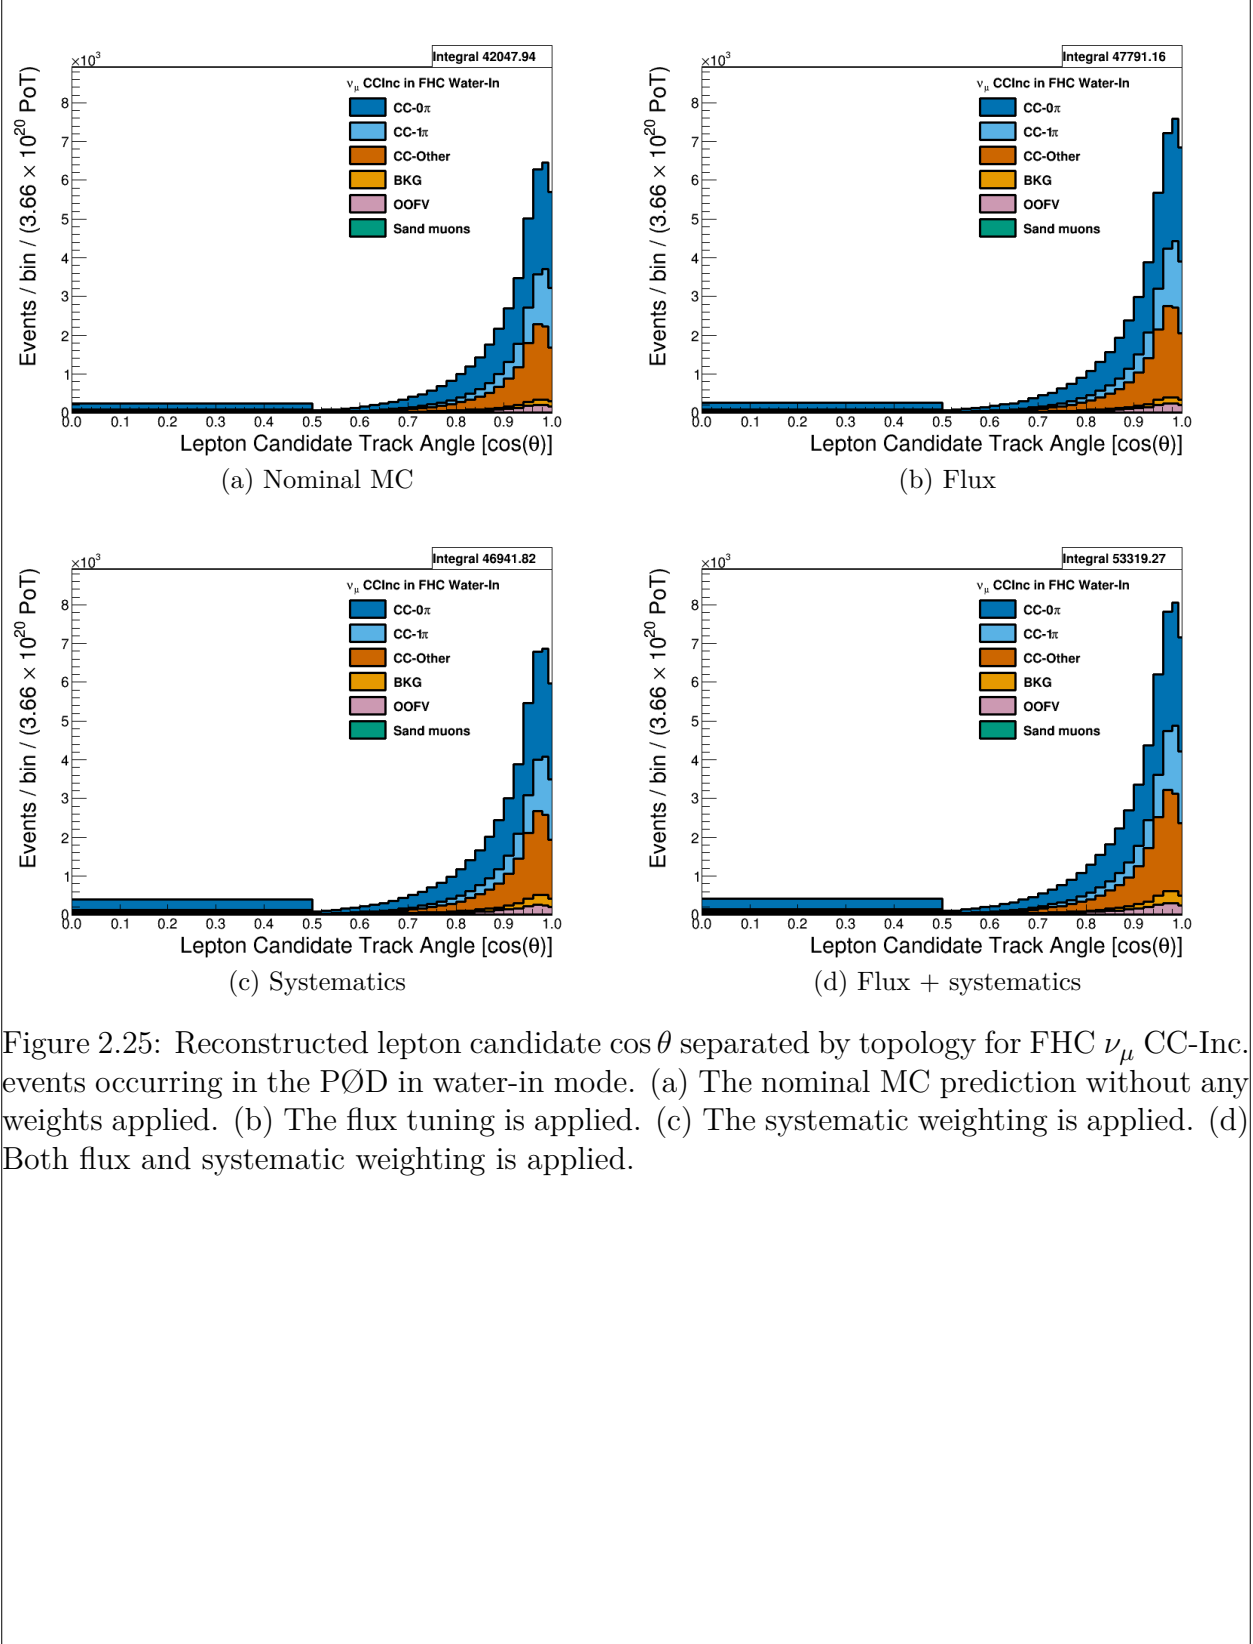 Integral 42047.94
×10³
ν_μ CCInc in FHC Water-In
CC-0π
CC-1π
CC-Other
BKG
OOFV
Sand muons
Events / bin / (3.66 × 10²⁰ PoT)
8
7
6
5
4
3
2
1
0
0.0 0.1 0.2 0.3 0.4 0.5 0.6 0.7 0.8 0.9 1.0
Lepton Candidate Track Angle [cos(θ)]
(a) Nominal MC
Integral 47791.16
×10³
ν_μ CCInc in FHC Water-In
CC-0π
CC-1π
CC-Other
BKG
OOFV
Sand muons
Events / bin / (3.66 × 10²⁰ PoT)
8
7
6
5
4
3
2
1
0
0.0 0.1 0.2 0.3 0.4 0.5 0.6 0.7 0.8 0.9 1.0
Lepton Candidate Track Angle [cos(θ)]
(b) Flux
Integral 46941.82
×10³
ν_μ CCInc in FHC Water-In
CC-0π
CC-1π
CC-Other
BKG
OOFV
Sand muons
Events / bin / (3.66 × 10²⁰ PoT)
8
7
6
5
4
3
2
1
0
0.0 0.1 0.2 0.3 0.4 0.5 0.6 0.7 0.8 0.9 1.0
Lepton Candidate Track Angle [cos(θ)]
(c) Systematics
Integral 53319.27
×10³
ν_μ CCInc in FHC Water-In
CC-0π
CC-1π
CC-Other
BKG
OOFV
Sand muons
Events / bin / (3.66 × 10²⁰ PoT)
8
7
6
5
4
3
2
1
0
0.0 0.1 0.2 0.3 0.4 0.5 0.6 0.7 0.8 0.9 1.0
Lepton Candidate Track Angle [cos(θ)]
(d) Flux + systematics
Figure 2.25: Reconstructed lepton candidate cos θ separated by topology for FHC ν_μ CC-Inc.
events occurring in the PØD in water-in mode. (a) The nominal MC prediction without any
weights applied. (b) The flux tuning is applied. (c) The systematic weighting is applied. (d)
Both flux and systematic weighting is applied.